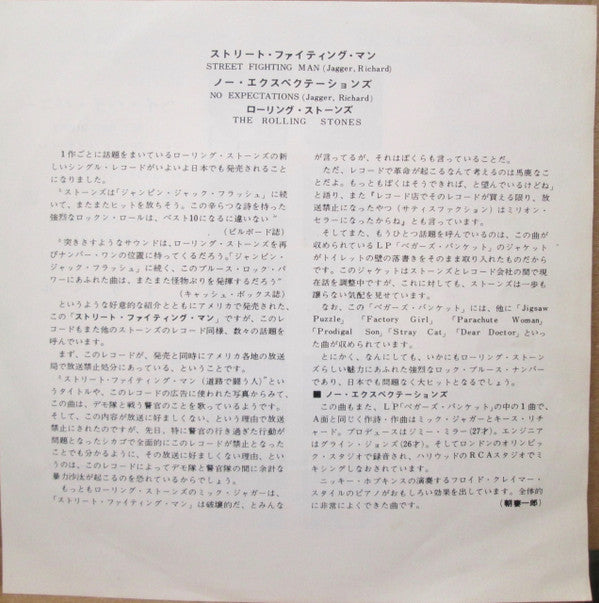 ストリート・ファイティング・マン
STREET FIGHTING MAN (Jagger, Richard)
ノー・エクスペクテーションズ
NO EXPECTATIONS (Jagger, Richard)
ローリング・ストーンズ
THE ROLLING STONES
1作ごとに話題をまいているローリング・ストーンズの新
しいシングル・レコードがいよいよ日本でも発売されることに
なりました。
"ストーンズは「ジャンピン・ジャック・フラッシュ」に続
いて、またまたヒットを放ちそう。この辛らつな詩を持った
強烈なロックン・ロールは、ベスト10になるに違いない"
(ビルボード誌)
"突きさすようなサウンドは、ローリング・ストーンズを再
びナンバー・ワンの位置に持ってくるだろう。「ジャンピン・
ジャック・フラッシュ」に続く、このブルース・ロック・パ
ワーにあふれた曲は、またまた怪物ぶりを発揮するだろう"
(キャッシュ・ボックス誌)
というような好意的な紹介とともにアメリカで発売された、
この「ストリート・ファイティング・マン」ですが、このレ
コードもまた他のストーンズのレコード同様、数々の話題を
呼んでいます。
まず、このレコードが、発売と同時にアメリカ各地の放送
局で放送禁止処分にあっている、ということです。
"ストリート・ファイティング・マン (道路で闘う人)"とい
うタイトルや、このレコードの広告に使われた写真からみて、
この曲は、デモ隊と戦う警官のことを歌っているようです。
そして、この内容が放送に好ましくない、という理由で放送
禁止にされたのですが、先日、特に警官の行き過ぎた行動が
問題となったシカゴで全面的にこのレコードが禁止となった
ことでも分かるように、その放送に好ましくない理由、とい
うのは、このレコードによってデモ隊と警官隊の間に余計な
暴力沙汰が起こるのを恐れているからでしょう。
もっともローリング・ストーンズのミック・ジャガーは、
「ストリート・ファイティング・マン」は破壊的だ、とみんな
が言ってるが、それはぼくらも言っていることだ。
ただ、レコードで革命が起こるなんて考えるのは馬鹿なこ
とだよ。もっともぼくはそうできれば、と望んでいるけどね」
と語り、また『レコード店でそのレコードが買える限り、放
送禁止になったやつ (サティスファクション) はミリオン・
セラーになったからね』とも言っています。
そしてまた、もうひとつ話題を呼んでいるのは、この曲が
収められているLP「ベガーズ・バンケット」のジャケット
がトイレットの壁の落書きをそのまま取り入れたものだから
です。このジャケットはストーンズとレコード会社の間で現
在話を調整中ですが、これに対しても、ストーンズは一歩も
譲らない気配を見せています。
なお、この「ベガーズ・バンケット」には、他に「Jigsaw
Puzzle」「Factory Girl」「Parachute Woman」
「Prodigal Son」「Stray Cat」「Dear Doctor」といっ
た曲が収められています。
とにかく、なんにしても、いかにもローリング・ストーン
ズらしい魅力にあふれた強烈なロック・ブルース・ナンバー
であり、日本でも問題なく大ヒットとなるでしょう。
■ ノー・エクスペクテーションズ
この曲もまた、LP「ベガーズ・バンケット」の中の1曲で、
A面と同じく作詩・作曲はミック・ジャガーとキース・リチ
ャード。プロデュースはジミー・ミラー(27才)。エンジニア
はグライン・ジョンズ(26才)。そしてロンドンのオリンピッ
ク・スタジオで録音され、ハリウッドのRCAスタジオでミ
キシングしなおされています。
ニッキー・ホプキンスの演奏するフロイド・クレイマー・
スタイルのピアノがおもしろい効果を出しています。全体的
に非常によくできた曲です。
(朝妻一郎)